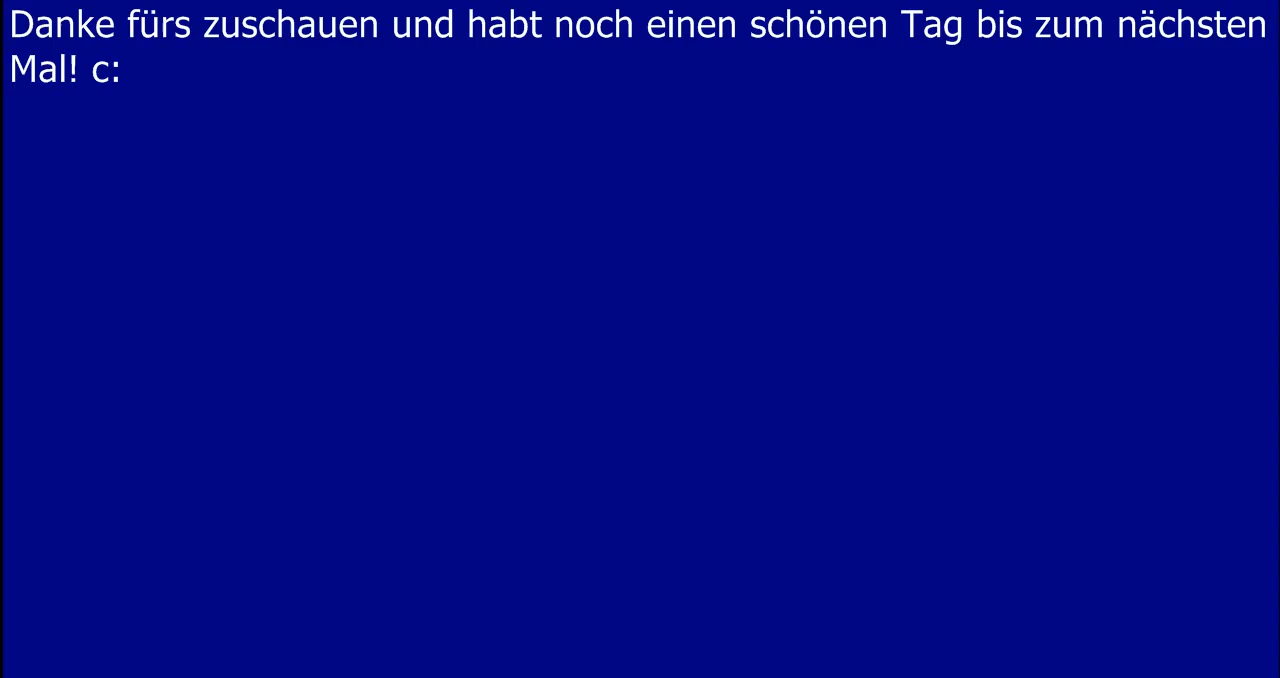 Danke fürs zuschauen und habt noch einen schönen Tag bis zum nächsten
Mal! c: